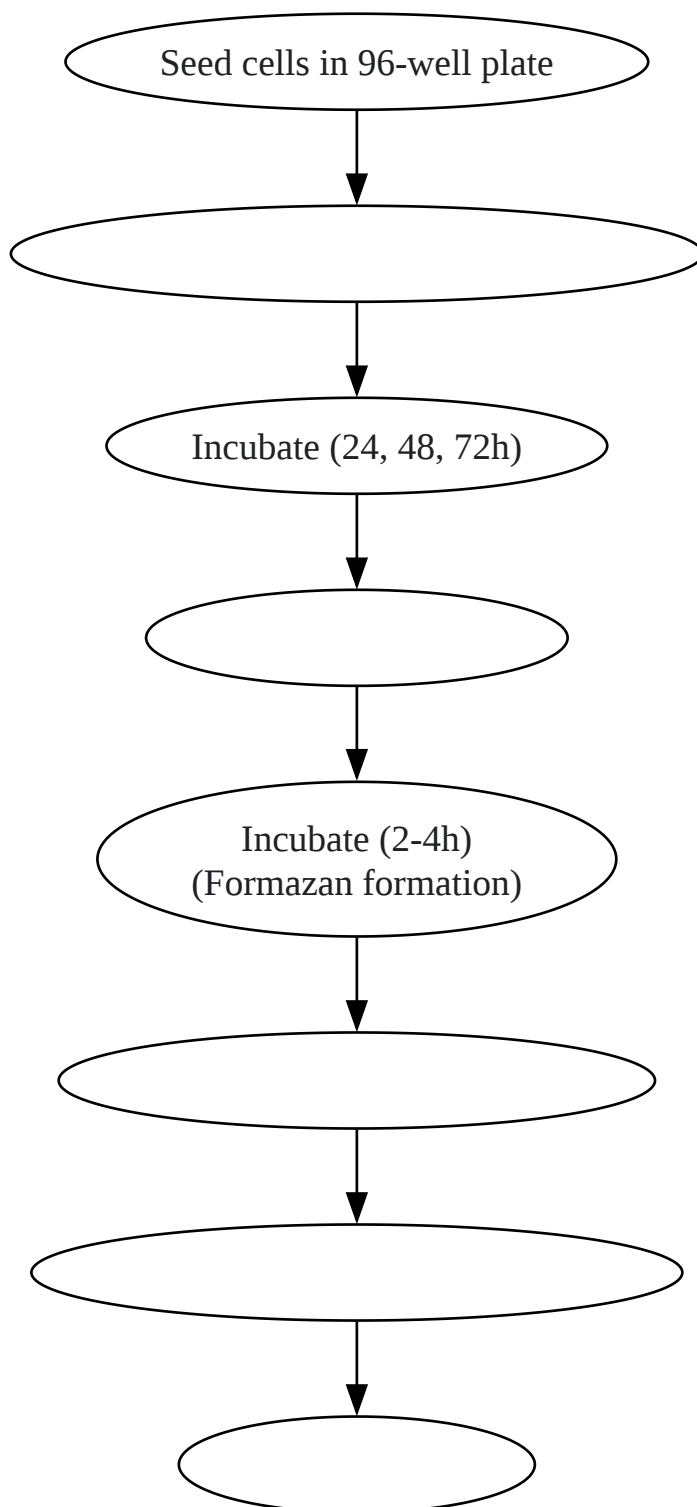 Seed cells in 96-well plate
Incubate (24, 48, 72h)
Incubate (2-4h)
(Formazan formation)